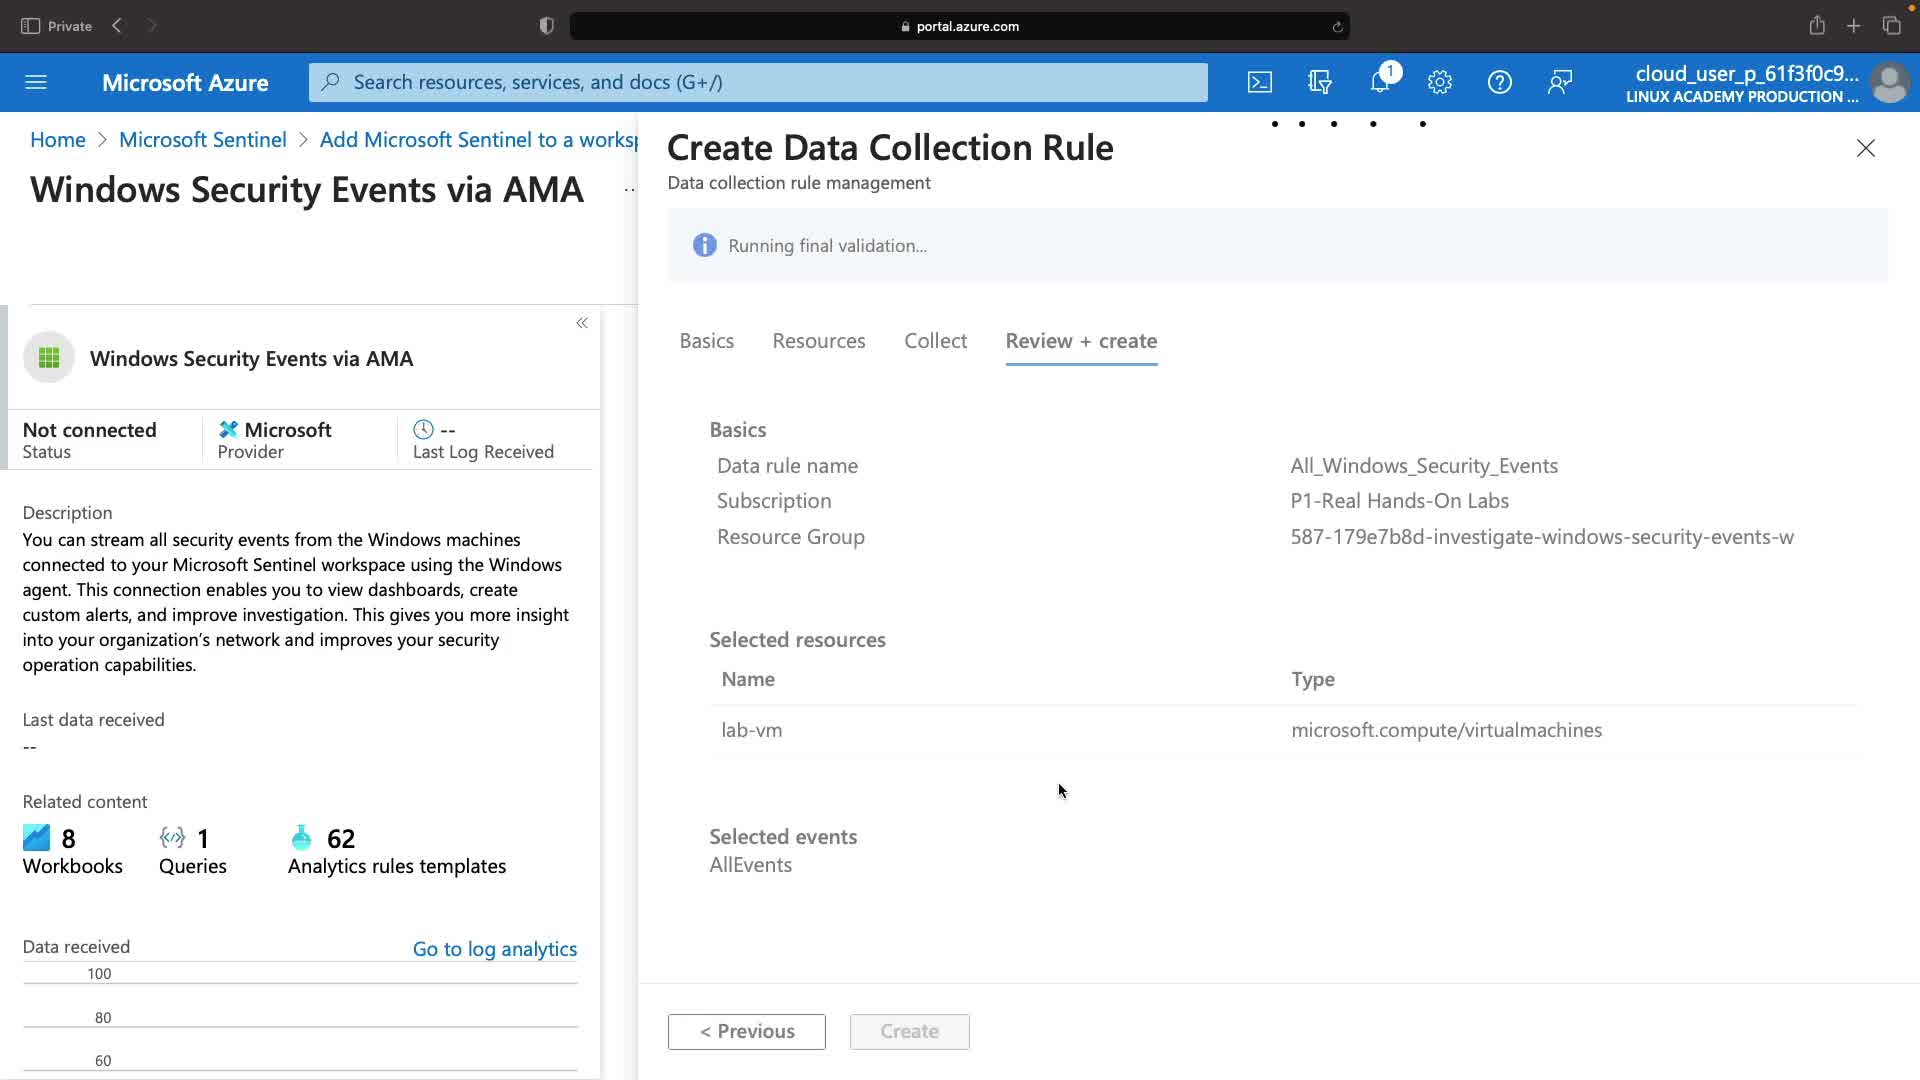 Private
portal.azure.com
Microsoft Azure
Search resources, services, and docs (G+/)
1
cloud_user_p_61f3f0c9...
LINUX ACADEMY PRODUCTION ...
Home > Microsoft Sentinel > Add Microsoft Sentinel to a worksp
Windows Security Events via AMA
Create Data Collection Rule
Data collection rule management
Running final validation...
Basics
Resources
Collect
Review + create
Windows Security Events via AMA
Not connected
Status
Microsoft
Provider
--
Last Log Received
Description
You can stream all security events from the Windows machines
connected to your Microsoft Sentinel workspace using the Windows
agent. This connection enables you to view dashboards, create
custom alerts, and improve investigation. This gives you more insight
into your organization's network and improves your security
operation capabilities.
Last data received
--
Related content
8
Workbooks
1
Queries
62
Analytics rules templates
Data received
Go to log analytics
100
80
60
Basics
Data rule name All_Windows_Security_Events
Subscription P1-Real Hands-On Labs
Resource Group 587-179e7b8d-investigate-windows-security-events-w
Selected resources
Name Type
lab-vm microsoft.compute/virtualmachines
Selected events
AllEvents
< Previous
Create